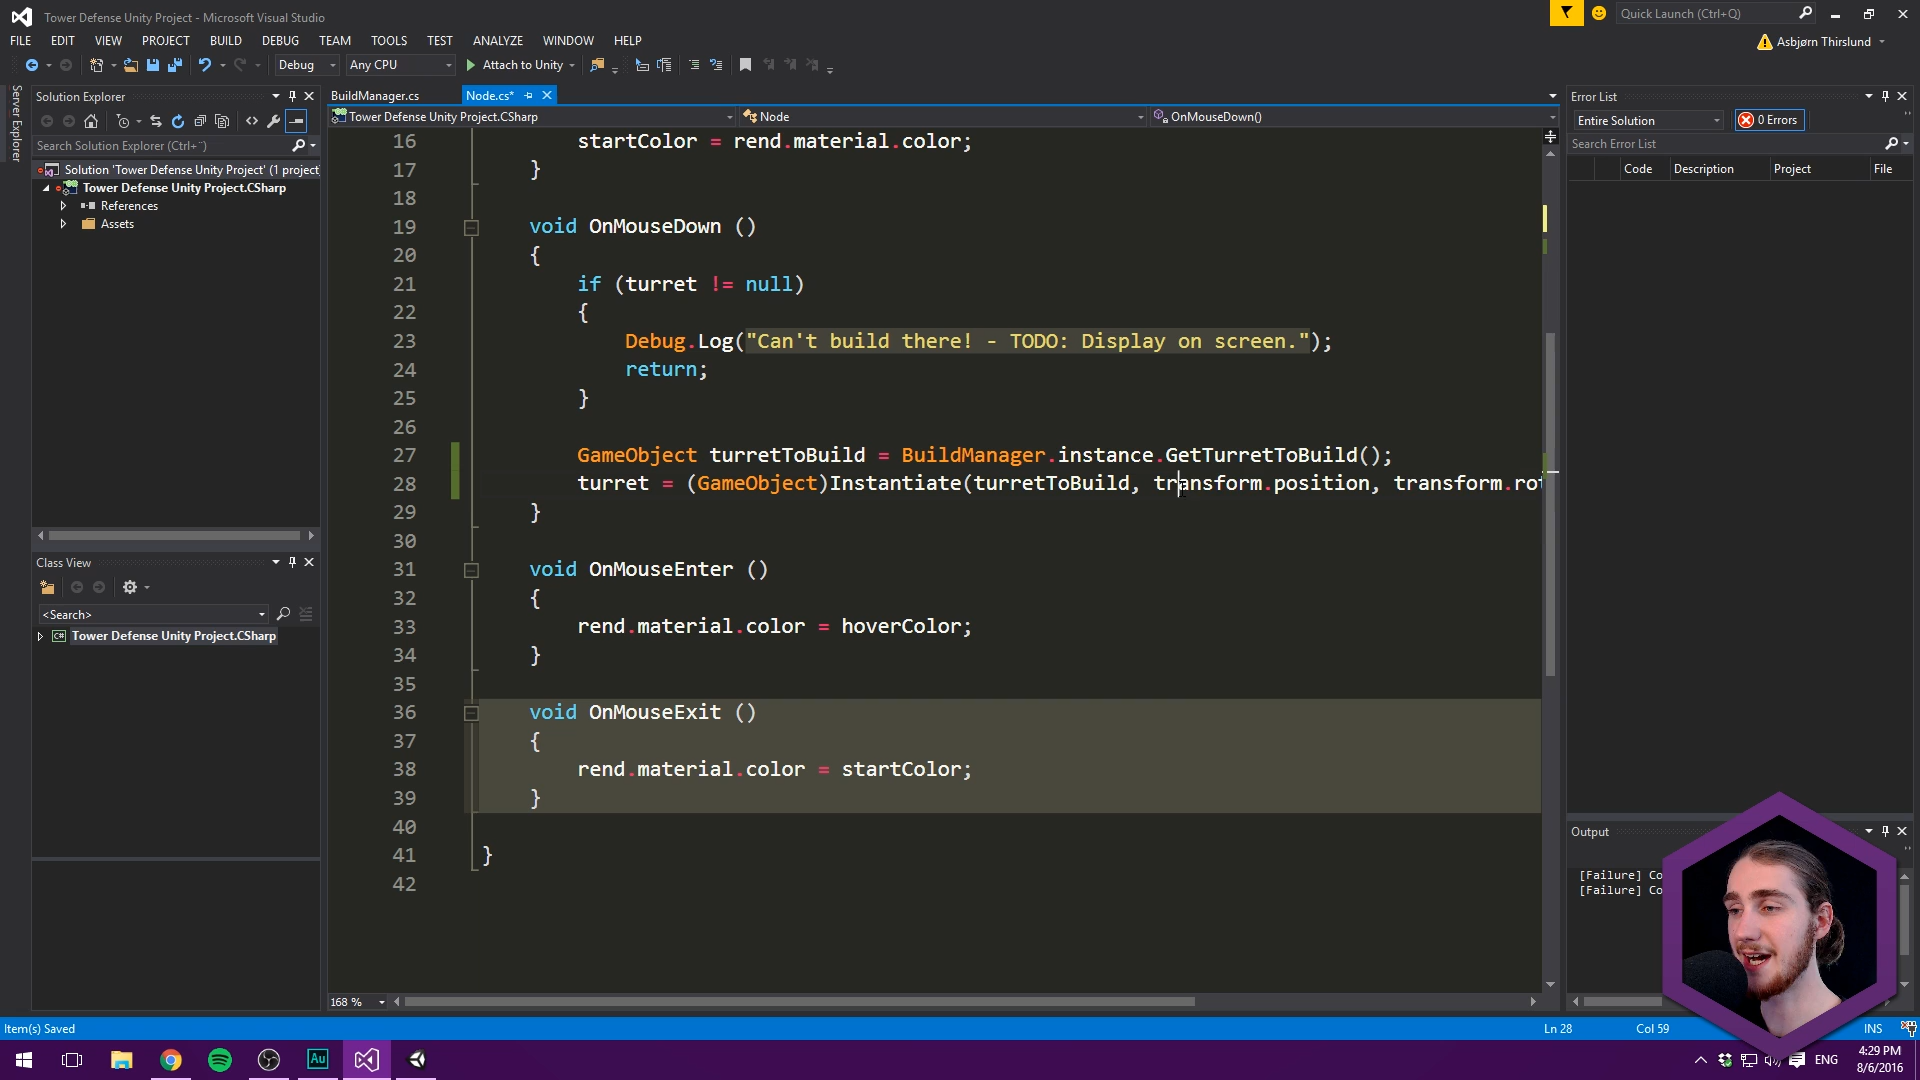 Tower Defense Unity Project - Microsoft Visual Studio
Quick Launch (Ctrl+Q)
FILE EDIT VIEW PROJECT BUILD DEBUG TEAM TOOLS TEST ANALYZE WINDOW HELP
Asbjørn Thirslund
Debug Any CPU Attach to Unity
Server Explorer
Solution Explorer
Search Solution Explorer (Ctrl+¨)
Solution 'Tower Defense Unity Project' (1 project
Tower Defense Unity Project.CSharp
References
Assets
Class View
<Search>
C# Tower Defense Unity Project.CSharp
BuildManager.cs Node.cs*
Tower Defense Unity Project.CSharp Node OnMouseDown()
16 startColor = rend.material.color;
17 }
18
19 void OnMouseDown ()
20 {
21 if (turret != null)
22 {
23 Debug.Log("Can't build there! - TODO: Display on screen.");
24 return;
25 }
26
27 GameObject turretToBuild = BuildManager.instance.GetTurretToBuild();
28 turret = (GameObject)Instantiate(turretToBuild, transform.position, transform.rot
29 }
30
31 void OnMouseEnter ()
32 {
33 rend.material.color = hoverColor;
34 }
35
36 void OnMouseExit ()
37 {
38 rend.material.color = startColor;
39 }
40
41 }
42
168 %
Error List
Entire Solution 0 Errors
Search Error List
Code Description Project File
Output
[Failure] Co
[Failure] Co
Item(s) Saved Ln 28 Col 59 INS
Au ENG 4:29 PM
8/6/2016